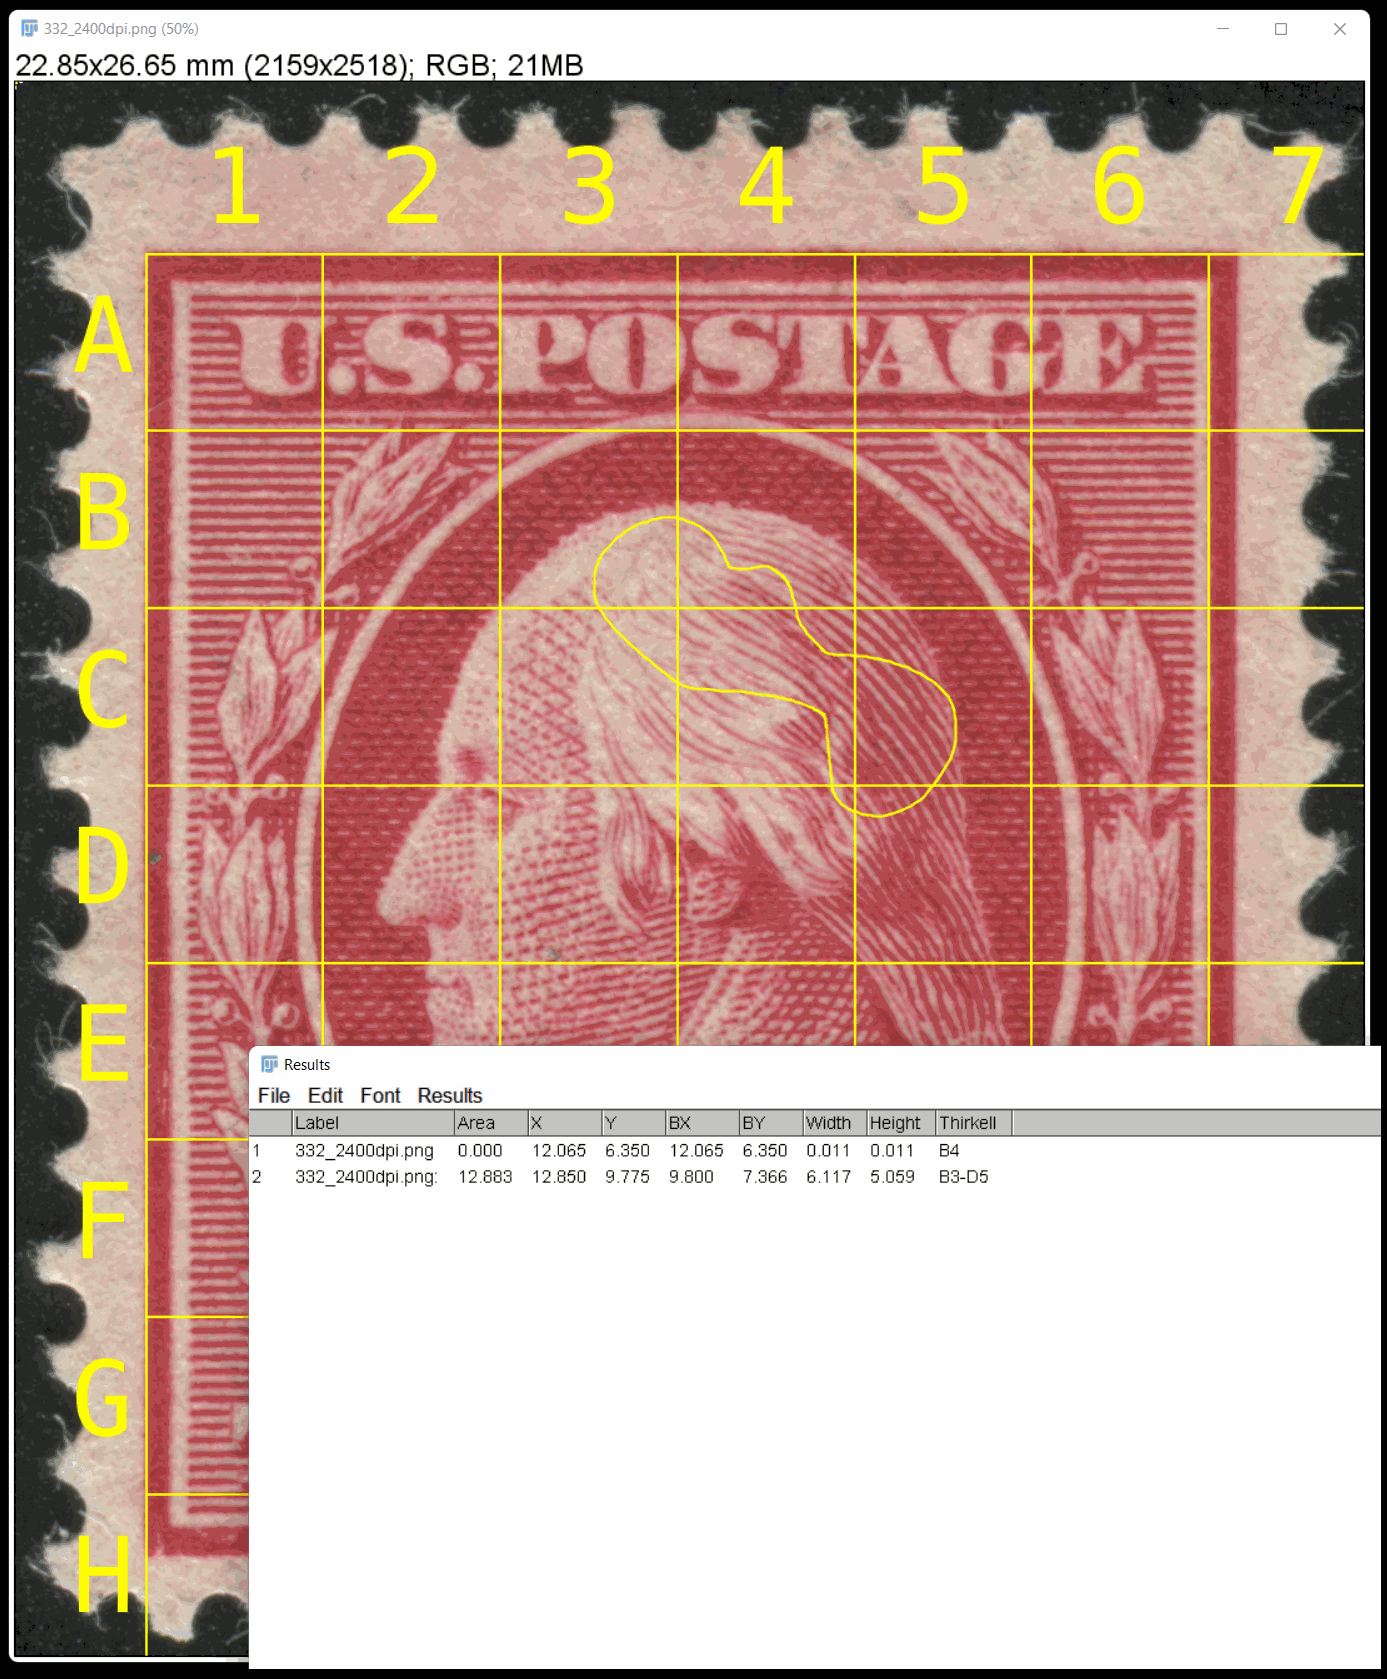 332_2400dpi.png (50%)
22.85x26.65 mm (2159x2518); RGB; 21MB
1 2 3 4 5 6 7
A
U.S.POSTAGE
B
C
D
E
F
G
H
Results
File Edit Font Results
Label Area X Y BX BY Width Height Thirkell
1 332_2400dpi.png 0.000 12.065 6.350 12.065 6.350 0.011 0.011 B4
2 332_2400dpi.png: 12.883 12.850 9.775 9.800 7.366 6.117 5.059 B3-D5